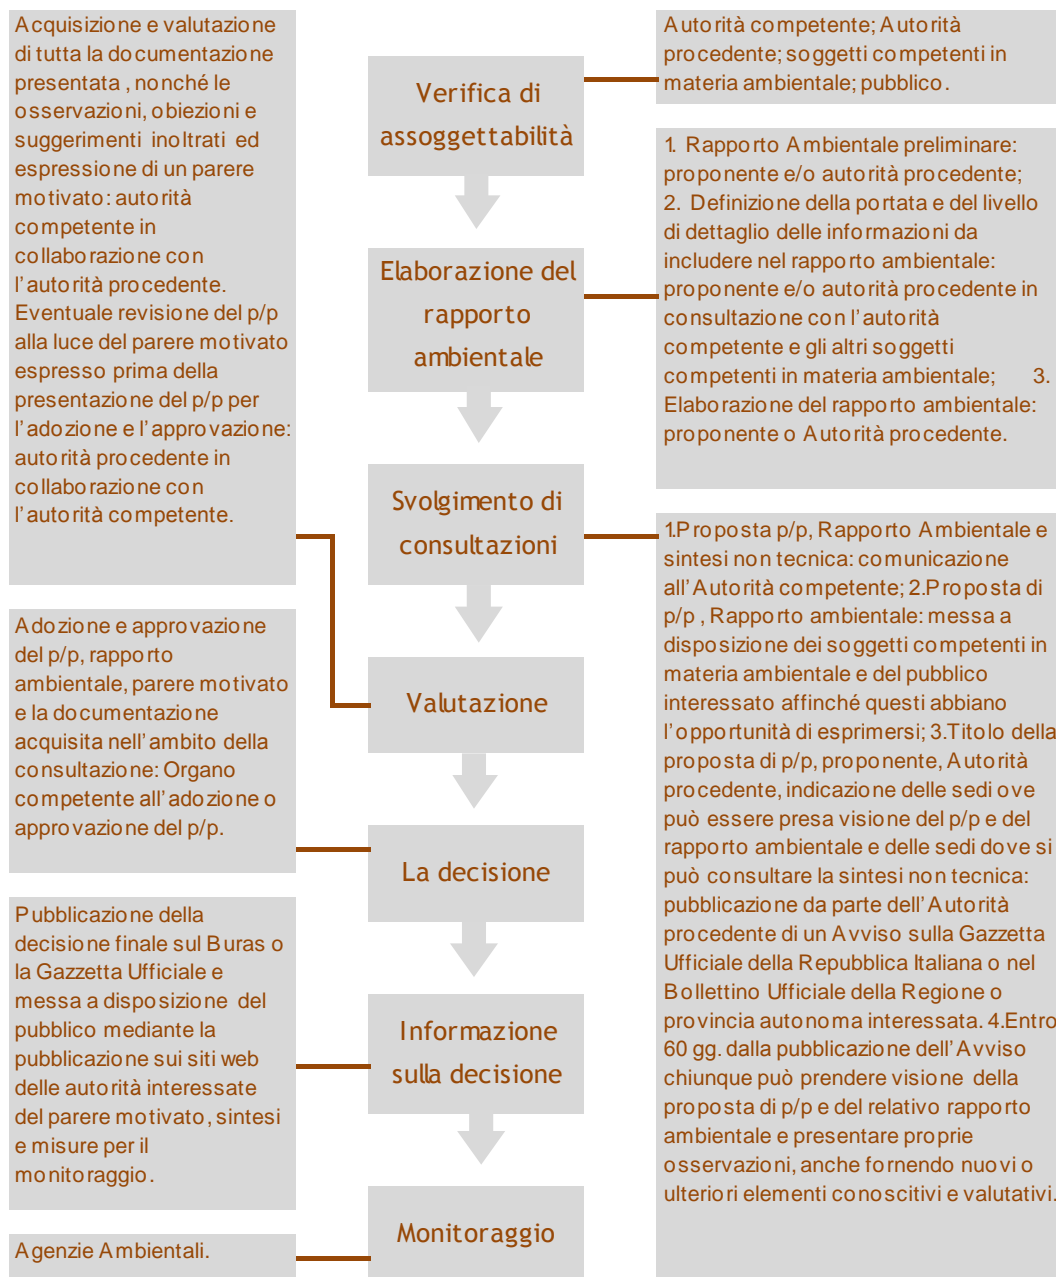 Acquisizione e valutazione
di tutta la documentazione
presentata , nonché le
osservazioni, obiezioni e
suggerimenti inoltrati ed
espressione di un parere
motivato: autorità
competente in
collaborazione con
l'autorità procedente.
Eventuale revisione del p/p
alla luce del parere motivato
espresso prima della
presentazione del p/p per
l'adozione e l'approvazione:
autorità procedente in
collaborazione con
l'autorità competente.
Adozione e approvazione
del p/p, rapporto
ambientale, parere motivato
e la documentazione
acquisita nell'ambito della
consultazione: Organo
competente all'adozione o
approvazione del p/p.
Pubblicazione della
decisione finale sul Buras o
la Gazzetta Ufficiale e
messa a disposizione del
pubblico mediante la
pubblicazione sui siti web
delle autorità interessate
del parere motivato, sintesi
e misure per il
monitoraggio.
Agenzie Ambientali.
Verifica di
assoggettabilità
Elaborazione del
rapporto
ambientale
Svolgimento di
consultazioni
Valutazione
La decisione
Informazione
sulla decisione
Monitoraggio
Autorità competente; Autorità
procedente; soggetti competenti in
materia ambientale; pubblico.
1. Rapporto Ambientale preliminare:
proponente e/o autorità procedente;
2. Definizione della portata e del livello
di dettaglio delle informazioni da
includere nel rapporto ambientale:
proponente e/o autorità procedente in
consultazione con l'autorità
competente e gli altri soggetti
competenti in materia ambientale; 3.
Elaborazione del rapporto ambientale:
proponente o Autorità procedente.
1.Proposta p/p, Rapporto Ambientale e
sintesi non tecnica: comunicazione
all'Autorità competente; 2.Proposta di
p/p , Rapporto ambientale: messa a
disposizione dei soggetti competenti in
materia ambientale e del pubblico
interessato affinché questi abbiano
l'opportunità di esprimersi; 3.Titolo della
proposta di p/p, proponente, Autorità
procedente, indicazione delle sedi ove
può essere presa visione del p/p e del
rapporto ambientale e delle sedi dove si
può consultare la sintesi non tecnica:
pubblicazione da parte dell'Autorità
procedente di un Avviso sulla Gazzetta
Ufficiale della Repubblica Italiana o nel
Bollettino Ufficiale della Regione o
provincia autonoma interessata. 4.Entro
60 gg. dalla pubblicazione dell'Avviso
chiunque può prendere visione della
proposta di p/p e del relativo rapporto
ambientale e presentare proprie
osservazioni, anche fornendo nuovi o
ulteriori elementi conoscitivi e valutativi.